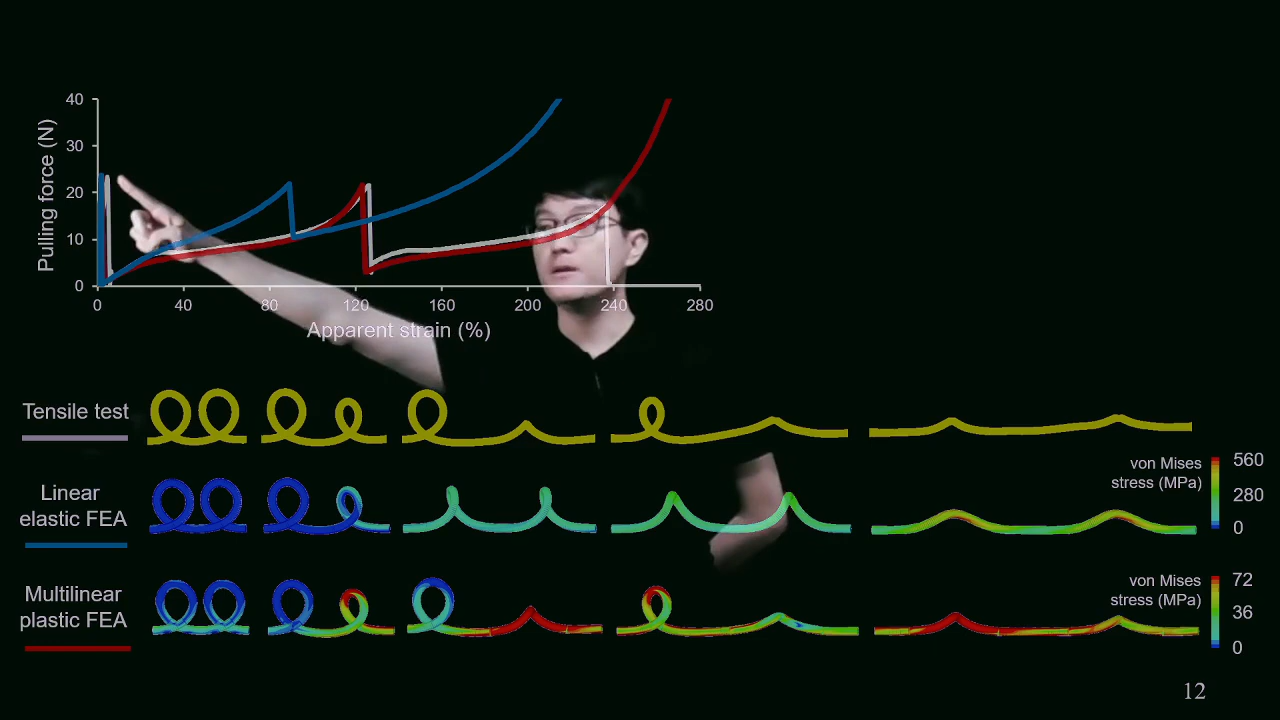 40
30
20
10
0
Pulling force (N)
0 40 80 120 160 200 240 280
Apparent strain (%)
Tensile test
Linear
elastic FEA
von Mises
stress (MPa)
560
280
0
Multilinear
plastic FEA
von Mises
stress (MPa)
72
36
0
12